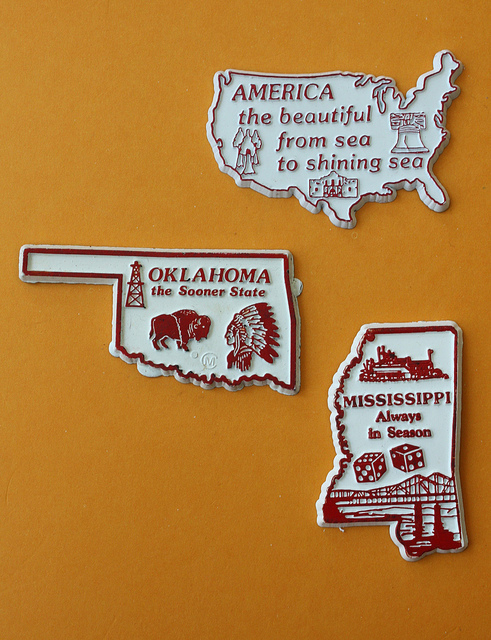 AMERICA
the beautiful
from sea
to shining sea
OKLAHOMA
the Sooner State
M
MISSISSIPPI
Always
in Season